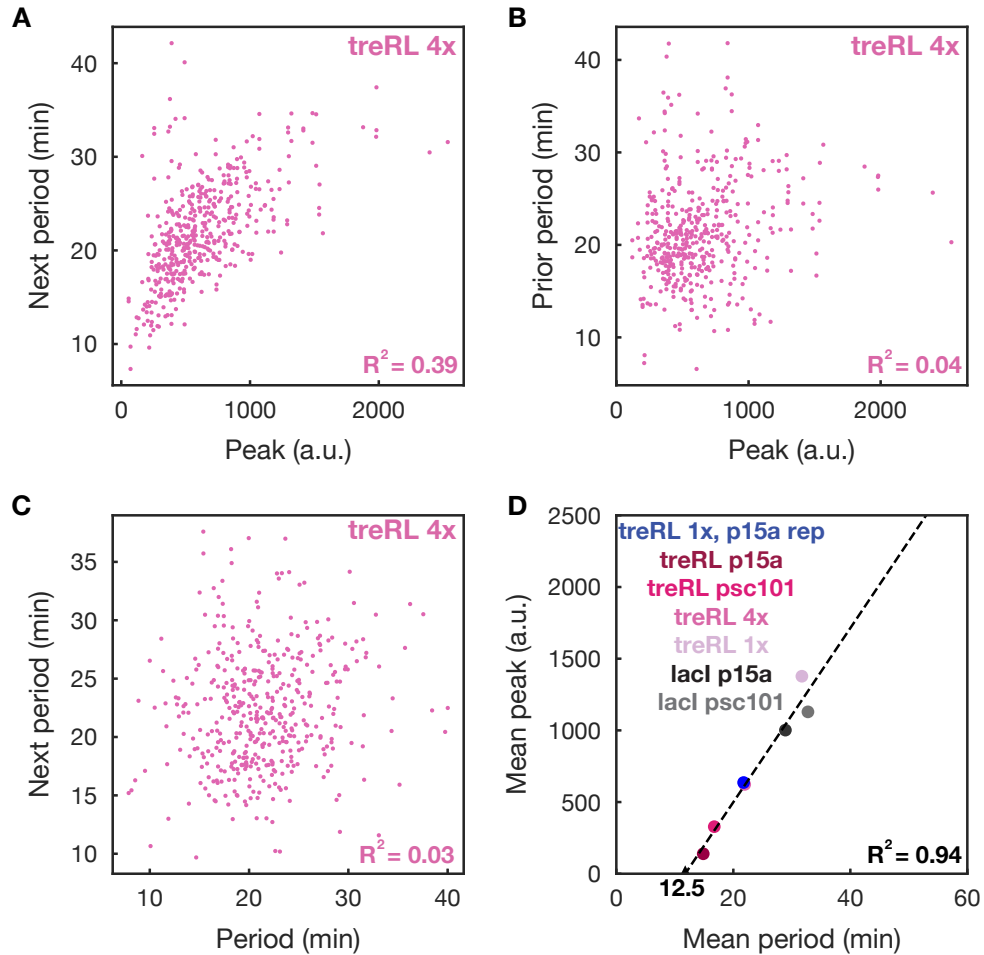 A
treRL 4x
Next period (min)
40
30
20
10
R² = 0.39
0
1000
2000
Peak (a.u.)
B
treRL 4x
Prior period (min)
40
30
20
10
R² = 0.04
0
1000
2000
Peak (a.u.)
C
treRL 4x
Next period (min)
35
30
25
20
15
10
R² = 0.03
10
20
30
40
Period (min)
D
treRL 1x, p15a rep
treRL p15a
treRL psc101
treRL 4x
treRL 1x
lacI p15a
lacI psc101
Mean peak (a.u.)
2500
2000
1500
1000
500
0
12.5
R² = 0.94
0
20
40
60
Mean period (min)